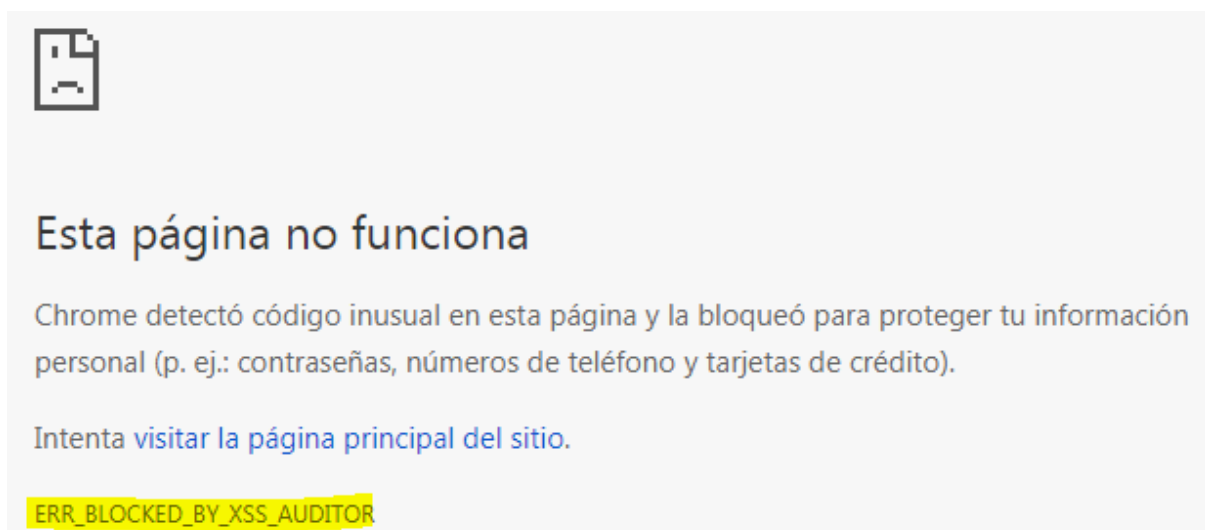 Esta página no funciona
Chrome detectó código inusual en esta página y la bloqueó para proteger tu información
personal (p. ej.: contraseñas, números de teléfono y tarjetas de crédito).
Intenta visitar la página principal del sitio.
ERR_BLOCKED_BY_XSS_AUDITOR